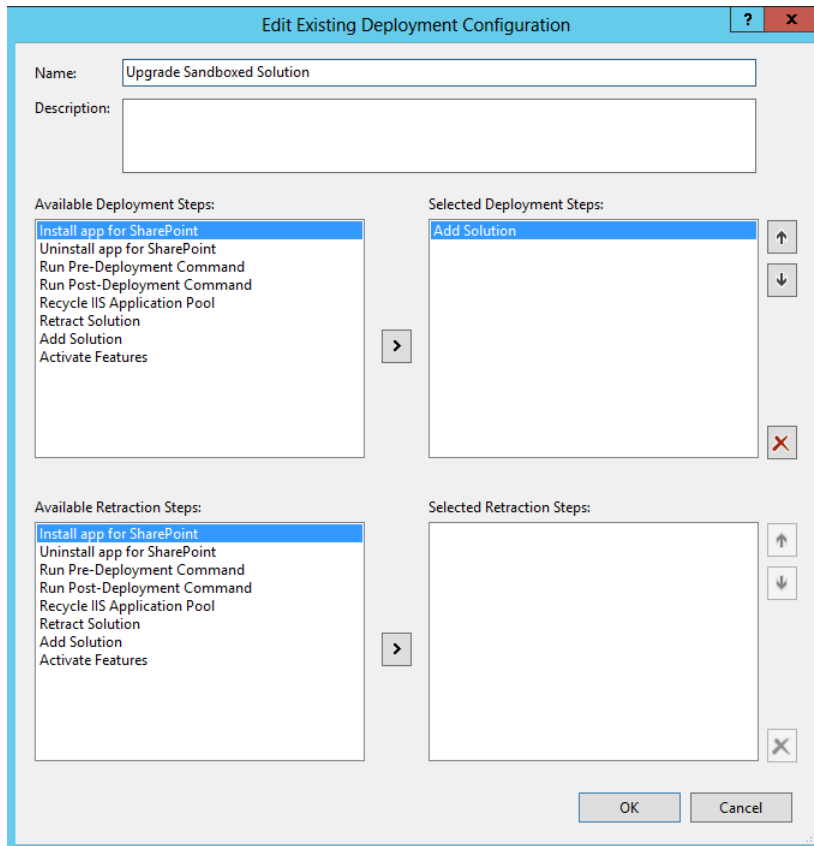 Edit Existing Deployment Configuration
?
x
Name:
Upgrade Sandboxed Solution
Description:
Available Deployment Steps:
Install app for SharePoint
Uninstall app for SharePoint
Run Pre-Deployment Command
Run Post-Deployment Command
Recycle IIS Application Pool
Retract Solution
Add Solution
Activate Features
>
Selected Deployment Steps:
Add Solution
Available Retraction Steps:
Install app for SharePoint
Uninstall app for SharePoint
Run Pre-Deployment Command
Run Post-Deployment Command
Recycle IIS Application Pool
Retract Solution
Add Solution
Activate Features
>
Selected Retraction Steps:
OK
Cancel